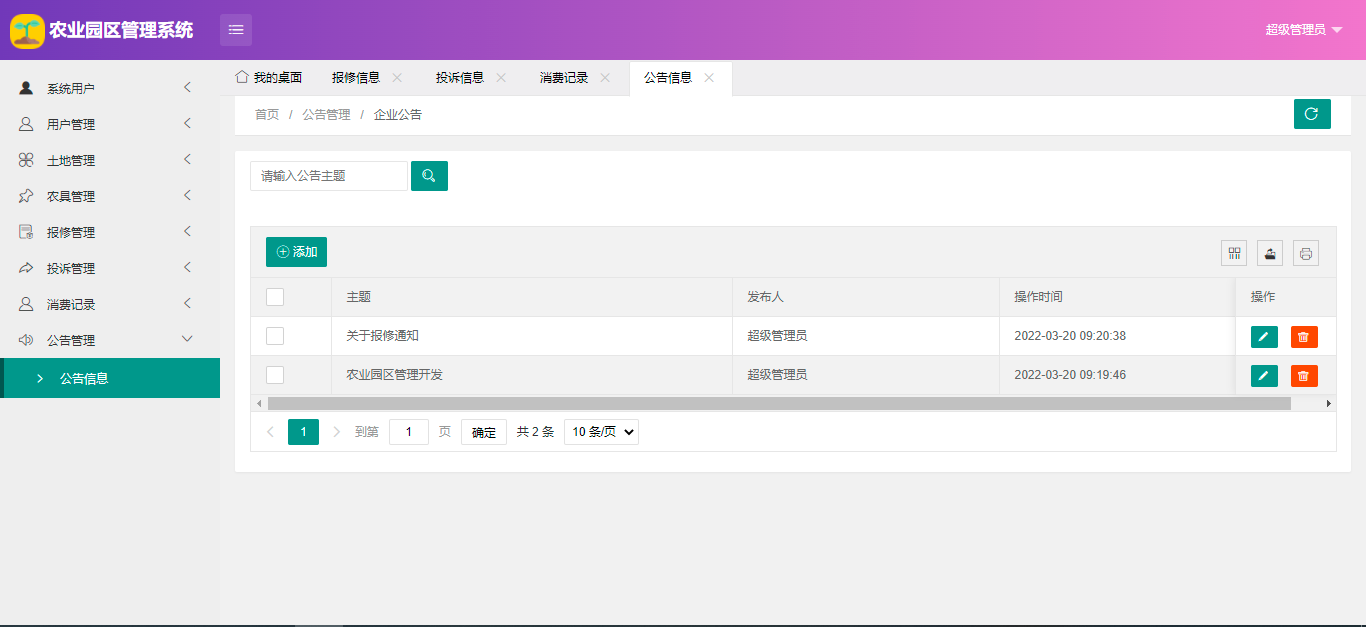 农业园区管理系统
超级管理员
系统用户
用户管理
土地管理
农具管理
报修管理
投诉管理
消费记录
公告管理
公告信息
我的桌面 报修信息 投诉信息 消费记录 公告信息
首页 / 公告管理 / 企业公告
请输入公告主题
添加
主题 发布人 操作时间 操作
关于报修通知 超级管理员 2022-03-20 09:20:38
农业园区管理开发 超级管理员 2022-03-20 09:19:46
1 到第 1 页 确定 共 2 条 10 条/页